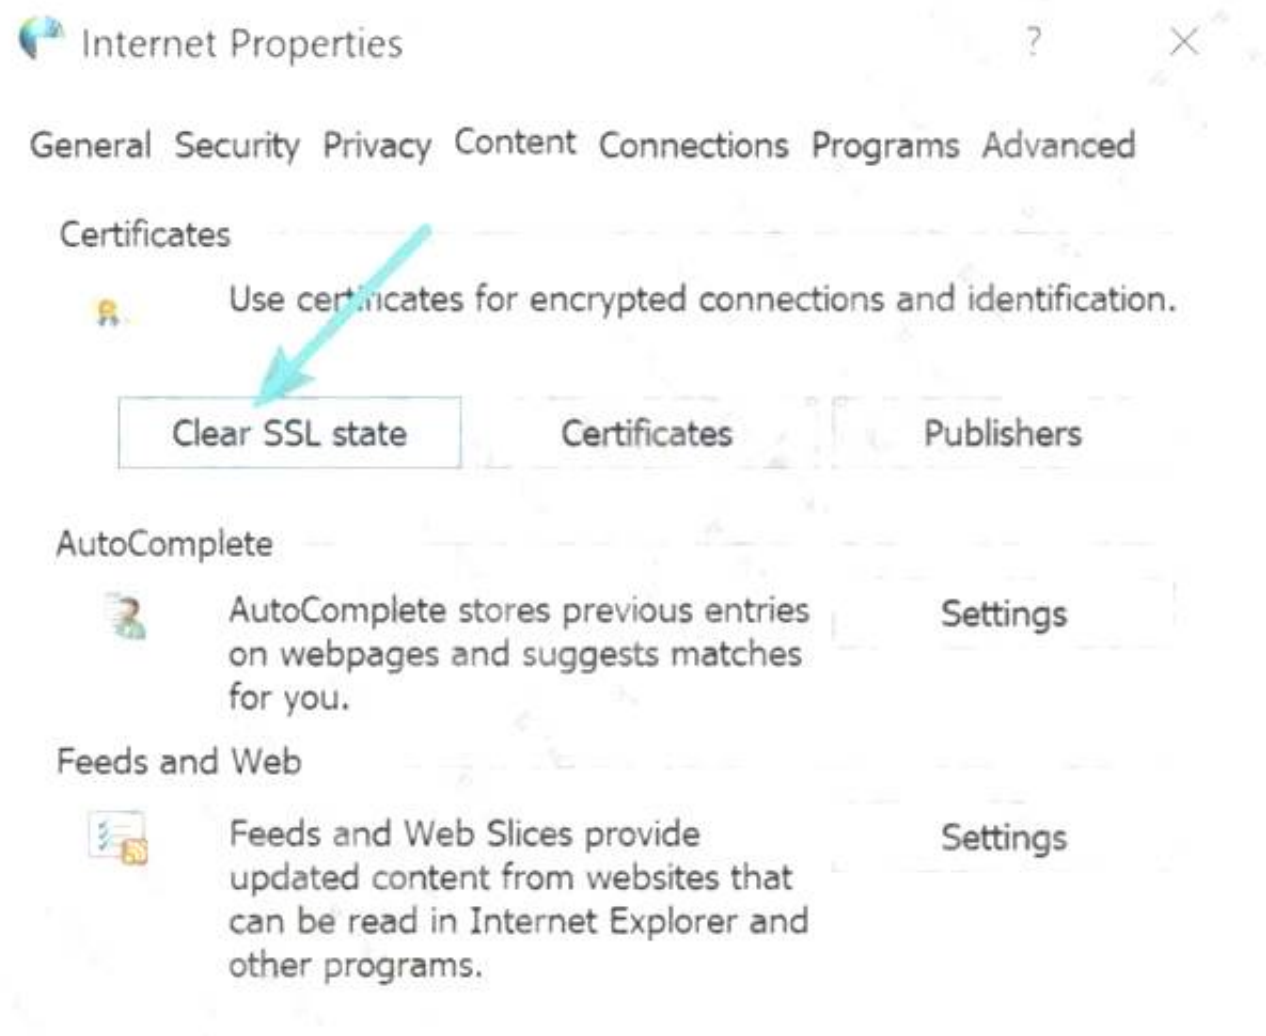 Internet Properties
?
General Security Privacy Content Connections Programs Advanced
Certificates
Use certificates for encrypted connections and identification.
Clear SSL state
Certificates
Publishers
AutoComplete
AutoComplete stores previous entries
on webpages and suggests matches
for you.
Settings
Feeds and Web
Feeds and Web Slices provide
updated content from websites that
can be read in Internet Explorer and
other programs.
Settings